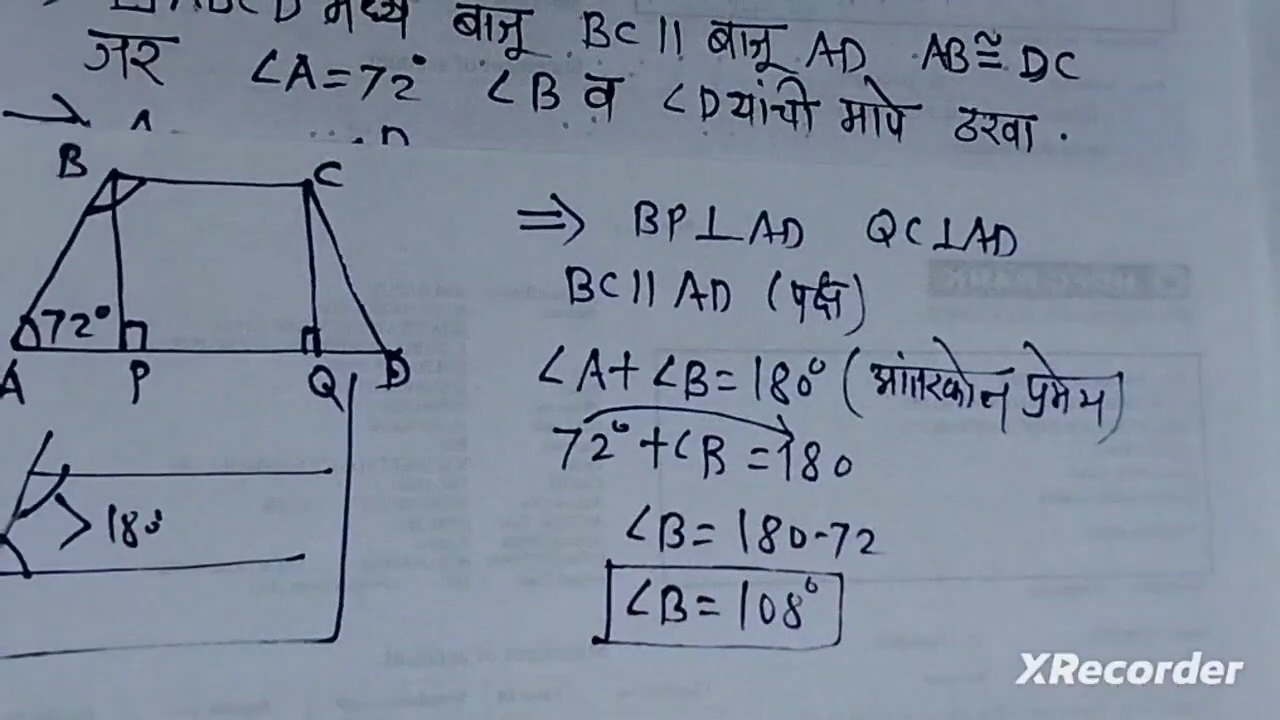 □ABCD मध्ये बाजू BC || बाजू AD AB ≅ DC
जर ∠A = 72° ∠B व ∠D यांची मापे ठरवा .
B C
72°
A P Q D
180°
⇒ BP ⊥ AD QC ⊥ AD
BC || AD (पक्ष)
∠A + ∠B = 180° (आंतरकोन प्रमेय)
72° + ∠B = 180
∠B = 180 - 72
∠B = 108°
XRecorder